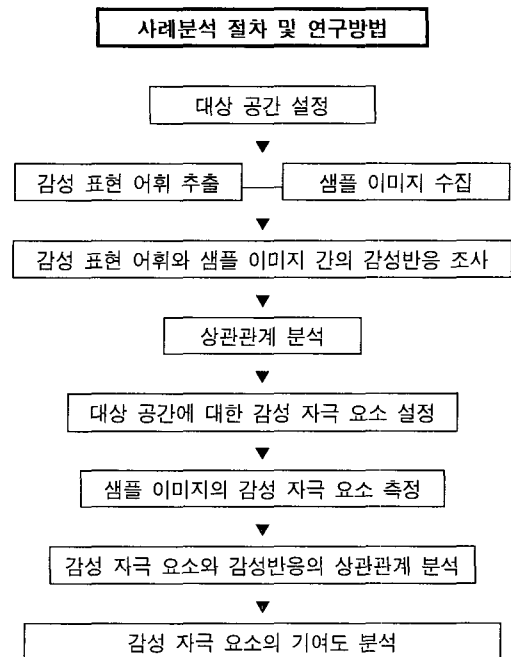 사례분석 절차 및 연구방법
대상 공간 설정
감성 표현 어휘 추출
샘플 이미지 수집
감성 표현 어휘와 샘플 이미지 간의 감성반응 조사
상관관계 분석
대상 공간에 대한 감성 자극 요소 설정
샘플 이미지의 감성 자극 요소 측정
감성 자극 요소와 감성반응의 상관관계 분석
감성 자극 요소의 기여도 분석